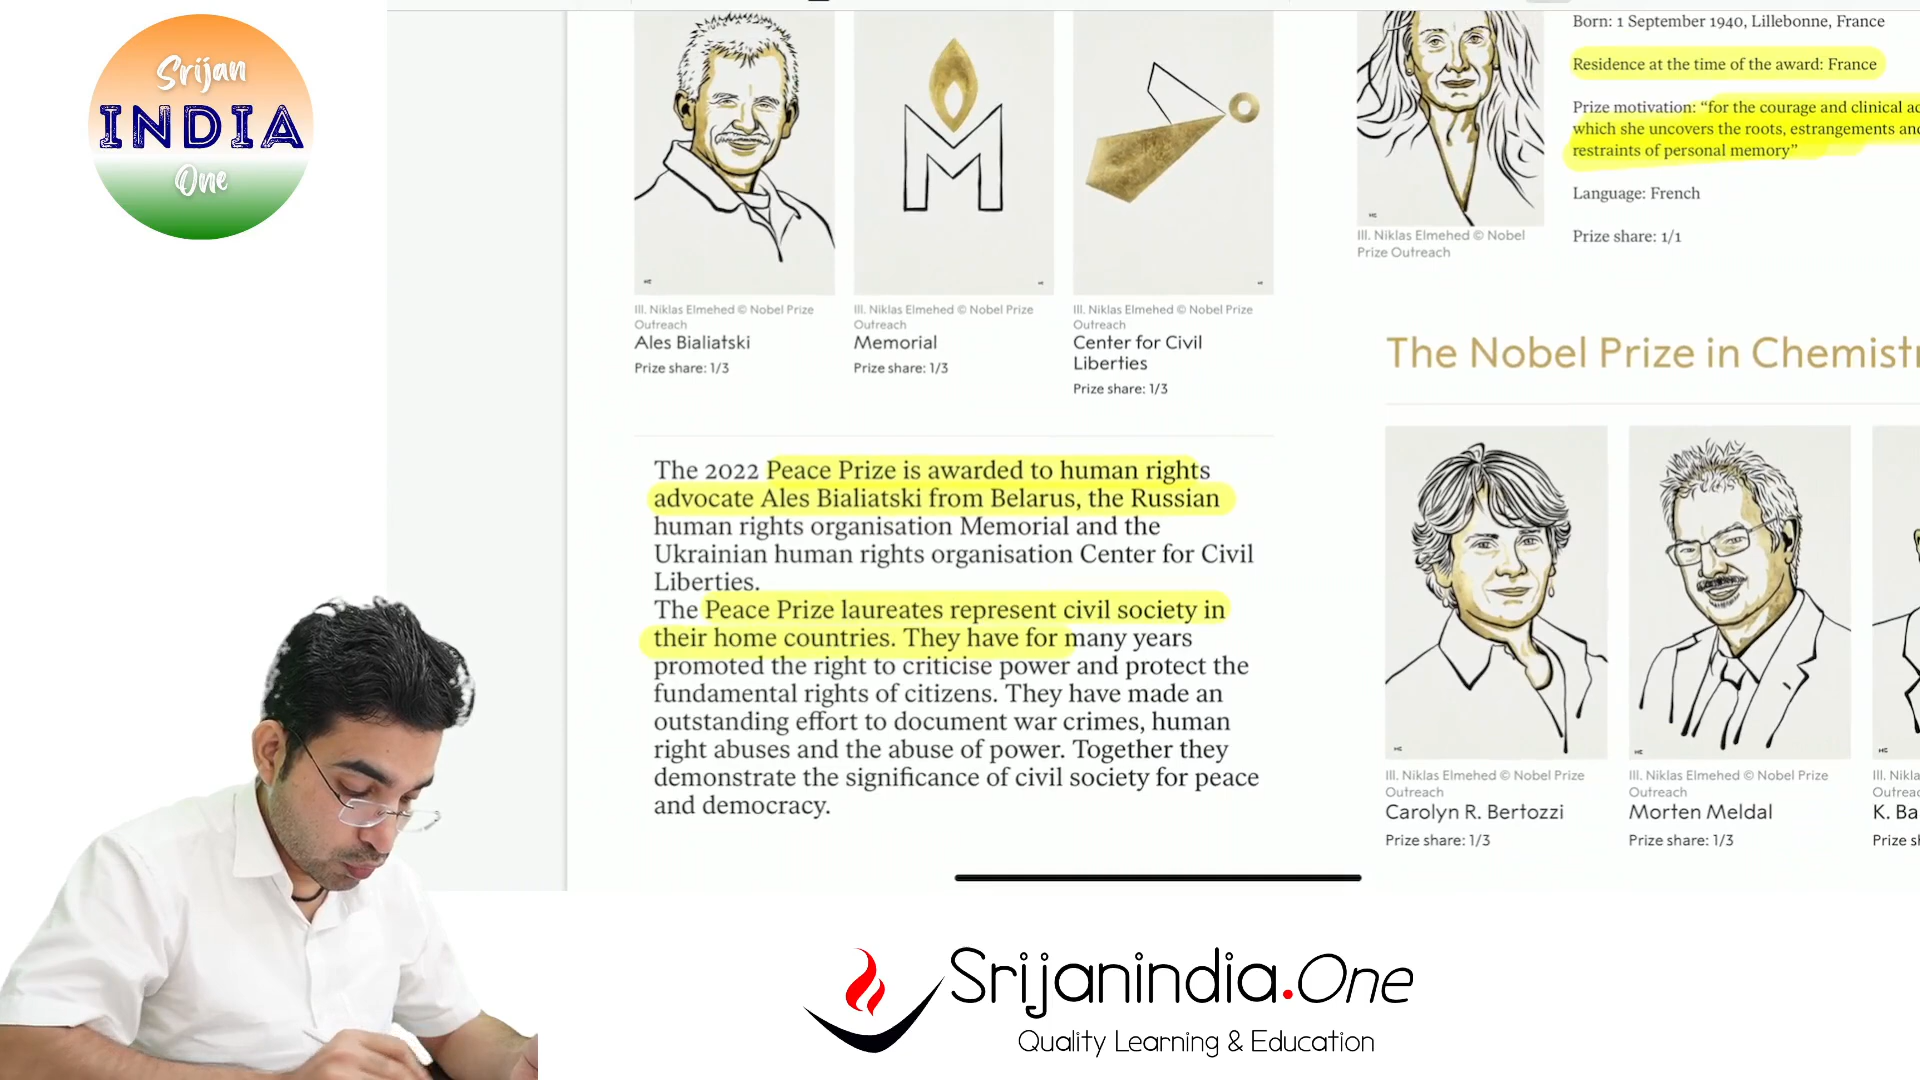 Srijan
INDIA
One
Ill. Niklas Elmehed © Nobel Prize
Outreach
Ales Bialiatski
Prize share: 1/3
Ill. Niklas Elmehed © Nobel Prize
Outreach
Memorial
Prize share: 1/3
Ill. Niklas Elmehed © Nobel Prize
Outreach
Center for Civil
Liberties
Prize share: 1/3
The 2022 Peace Prize is awarded to human rights
advocate Ales Bialiatski from Belarus, the Russian
human rights organisation Memorial and the
Ukrainian human rights organisation Center for Civil
Liberties.
The Peace Prize laureates represent civil society in
their home countries. They have for many years
promoted the right to criticise power and protect the
fundamental rights of citizens. They have made an
outstanding effort to document war crimes, human
right abuses and the abuse of power. Together they
demonstrate the significance of civil society for peace
and democracy.
Born: 1 September 1940, Lillebonne, France
Residence at the time of the award: France
Prize motivation: “for the courage and clinical
which she uncovers the roots, estrangements and
restraints of personal memory”
Language: French
Prize share: 1/1
Ill. Niklas Elmehed © Nobel
Prize Outreach
The Nobel Prize in Chemistr
Ill. Niklas Elmehed © Nobel Prize
Outreach
Carolyn R. Bertozzi
Prize share: 1/3
Ill. Niklas Elmehed © Nobel Prize
Outreach
Morten Meldal
Prize share: 1/3
Ill. Nikla
Outreac
K. Ba
Prize sh
Srijanindia.One
Quality Learning & Education